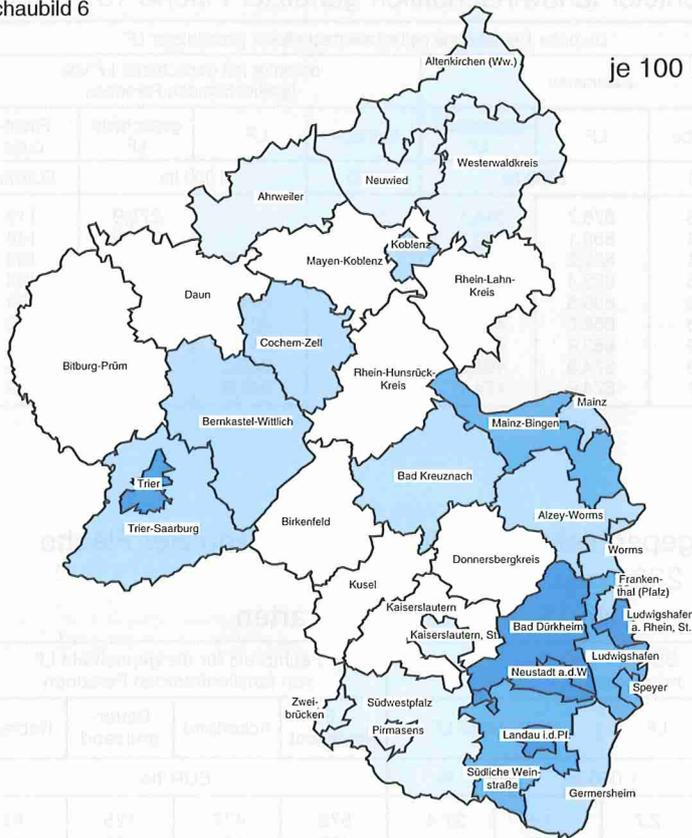 chaubild 6
je 100
Altenkirchen (Ww.)
Westerwaldkreis
Neuwied
Ahrweiler
Koblenz
Mayen-Koblenz
Rhein-Lahn-
Kreis
Daun
Cochem-Zell
Bitburg-Prüm
Rhein-Hunsrück-
Kreis
Mainz
Bernkastel-Wittlich
Mainz-Bingen
Bad Kreuznach
Trier
Alzey-Worms
Trier-Saarburg
Birkenfeld
Worms
Donnersbergkreis
Franken-
thal (Pfalz)
Kusel
Kaiserslautern
Ludwigshafen
a. Rhein, St.
Bad Dürkheim
Kaiserslautern, St.
Ludwigshafen
Neustadt a.d.W
Speyer
Zwei-
brücken
Südwestpfalz
Pirmasens
Landau i.d.Pf.
Südliche Wein-
straße
Germersheim